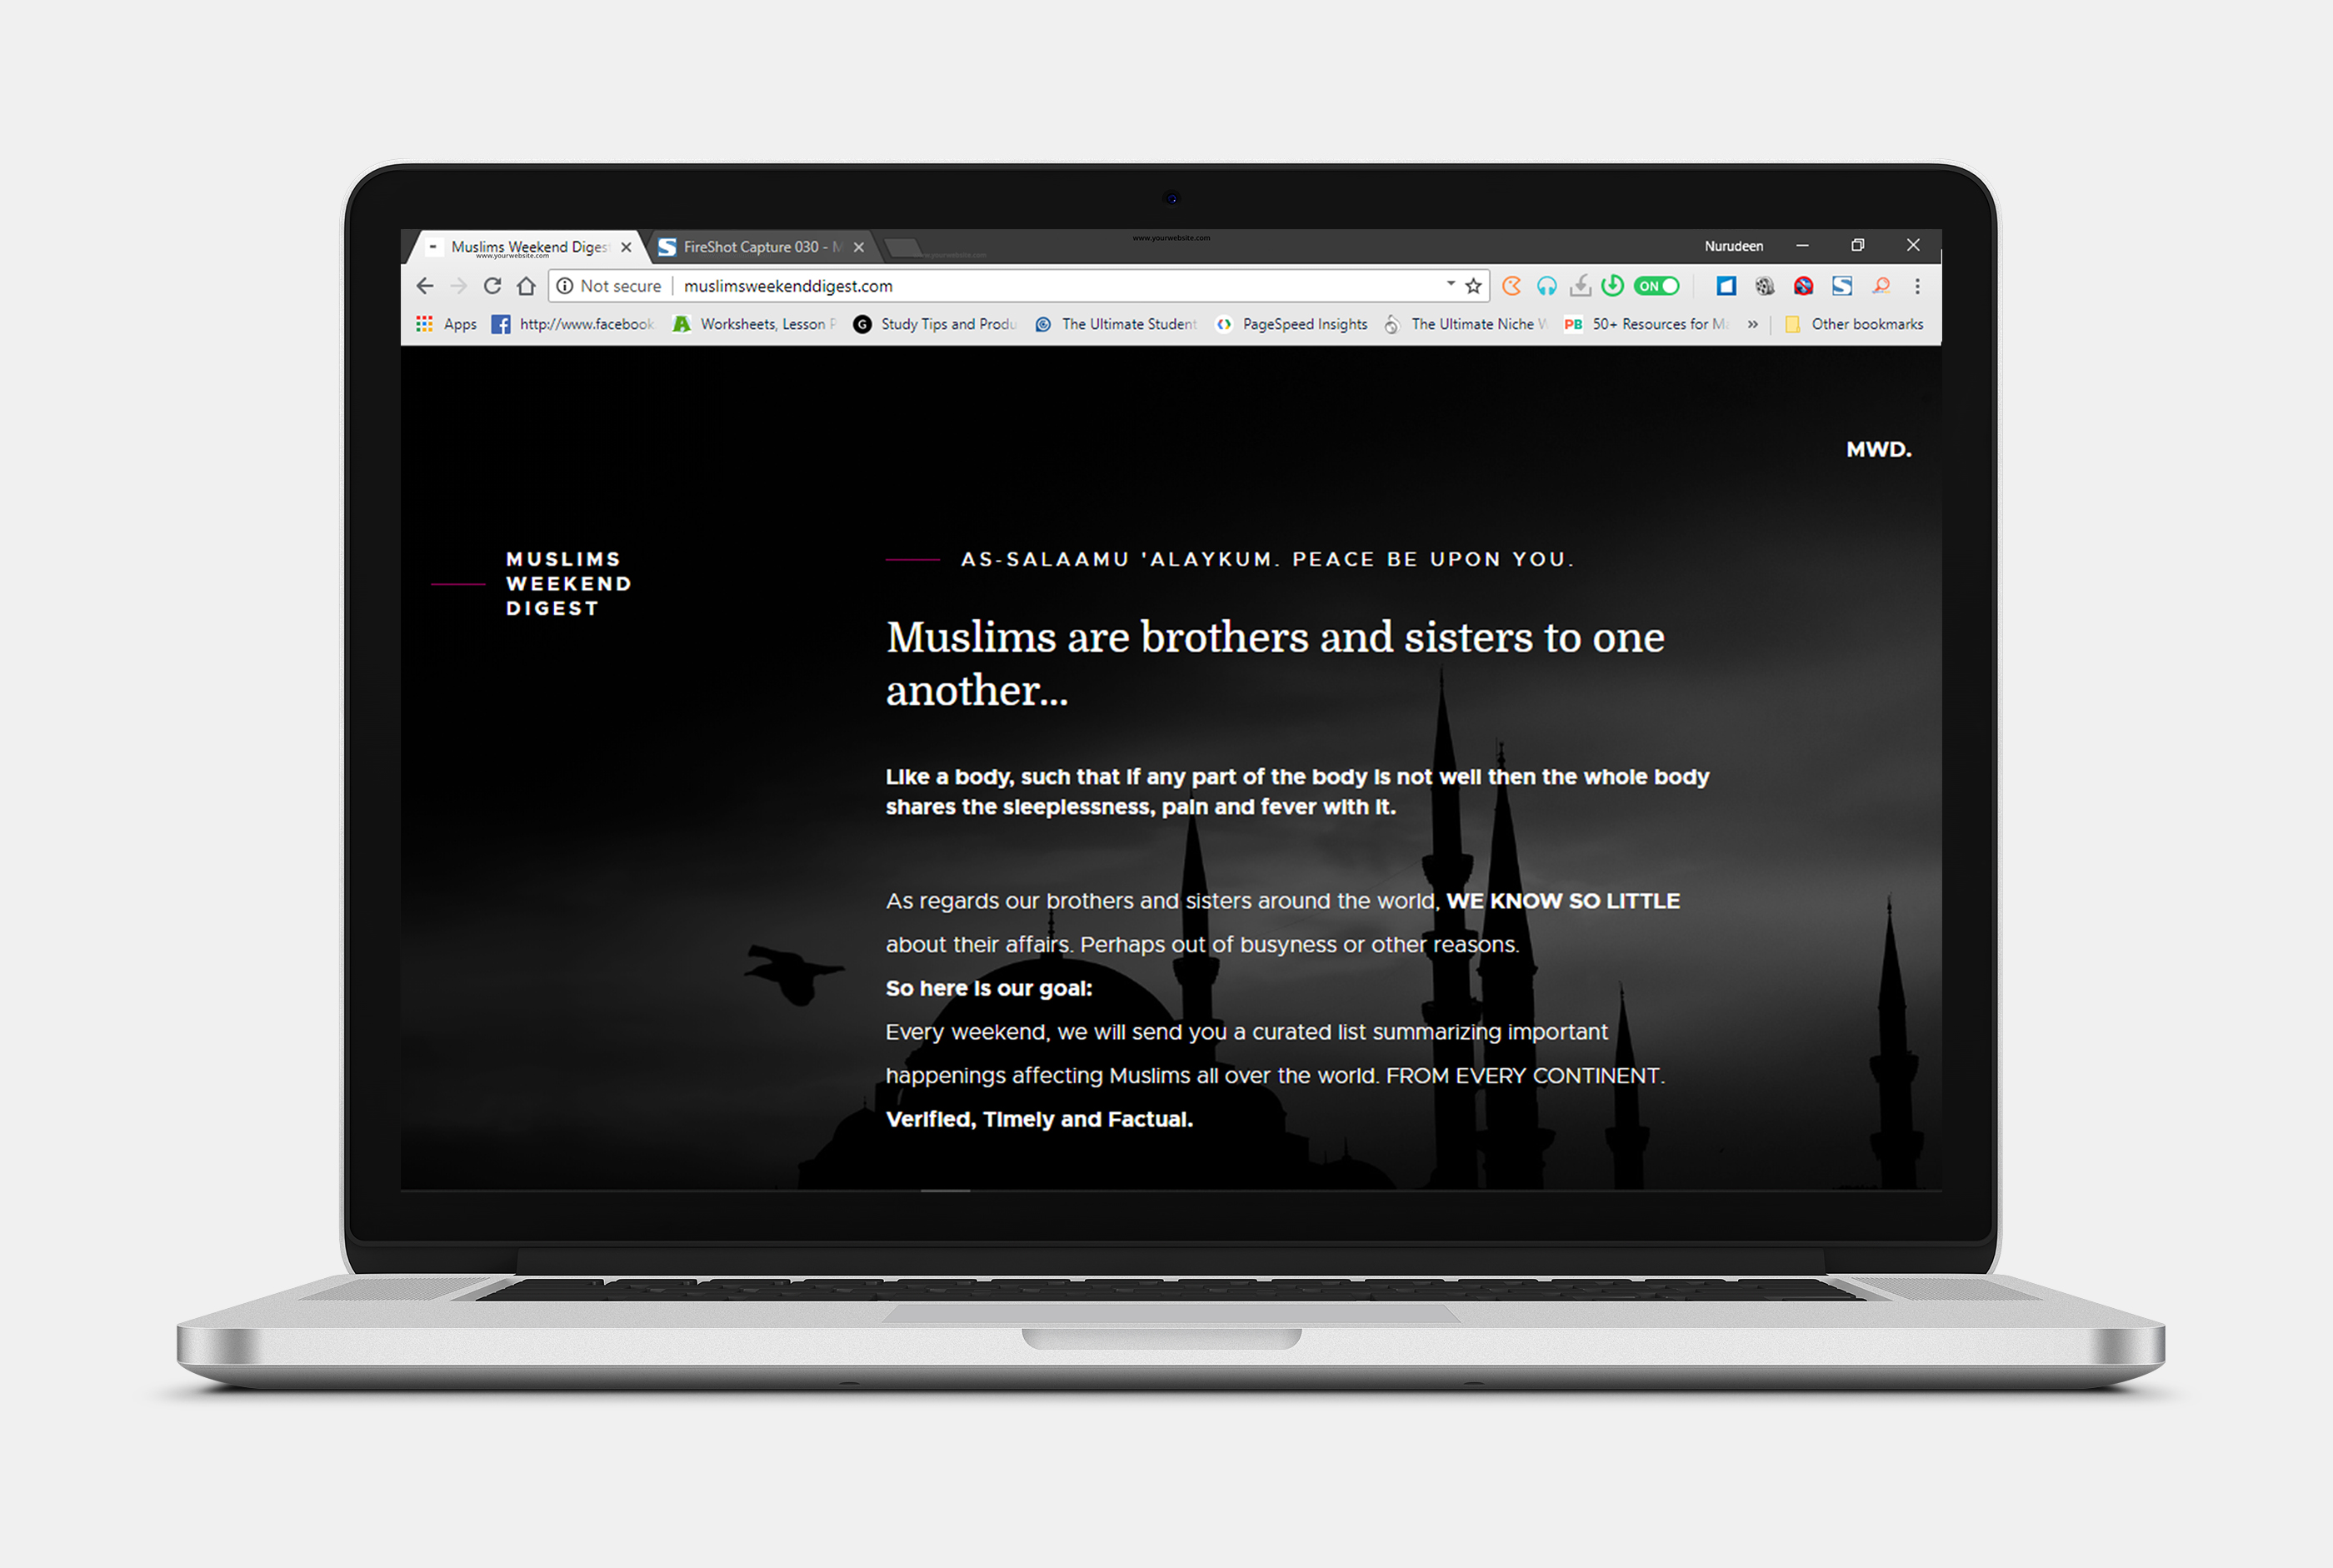 www.yourwebsite.com
Muslims Weekend Diges
FireShot Capture 030 - M
Nurudeen
www.yourwebsite.com
www.yourwebsite.com
Not secure
muslimsweekenddigest.com
ON
Apps
http://www.facebook
Worksheets, Lesson P
Study Tips and Produ
The Ultimate Student
PageSpeed Insights
The Ultimate Niche W
PB 50+ Resources for Ma
» Other bookmarks
MWD.
MUSLIMS
WEEKEND
DIGEST
AS-SALAAMU 'ALAYKUM. PEACE BE UPON YOU.
Muslims are brothers and sisters to one
another...
Like a body, such that if any part of the body is not well then the whole body
shares the sleeplessness, pain and fever with it.
As regards our brothers and sisters around the world, WE KNOW SO LITTLE
about their affairs. Perhaps out of busyness or other reasons.
So here is our goal:
Every weekend, we will send you a curated list summarizing important
happenings affecting Muslims all over the world. FROM EVERY CONTINENT.
Verified, Timely and Factual.